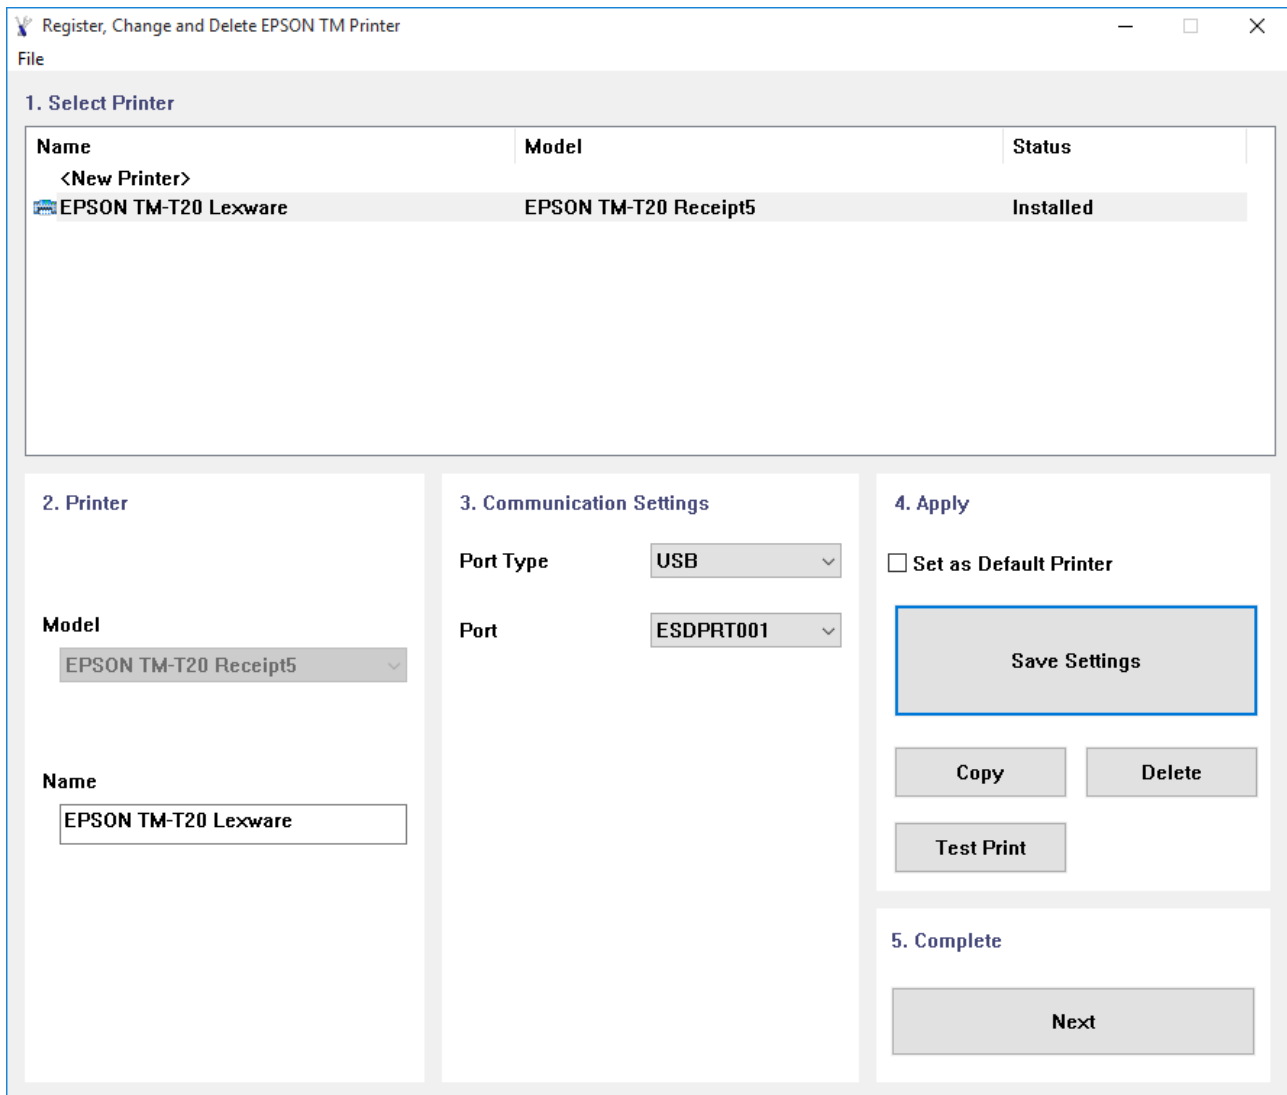 Register, Change and Delete EPSON TM Printer
File
1. Select Printer
Name Model Status
<New Printer>
EPSON TM-T20 Lexware EPSON TM-T20 Receipt5 Installed
2. Printer
Model
EPSON TM-T20 Receipt5
Name
EPSON TM-T20 Lexware
3. Communication Settings
Port Type USB
Port ESDPRT001
4. Apply
Set as Default Printer
Save Settings
Copy Delete
Test Print
5. Complete
Next